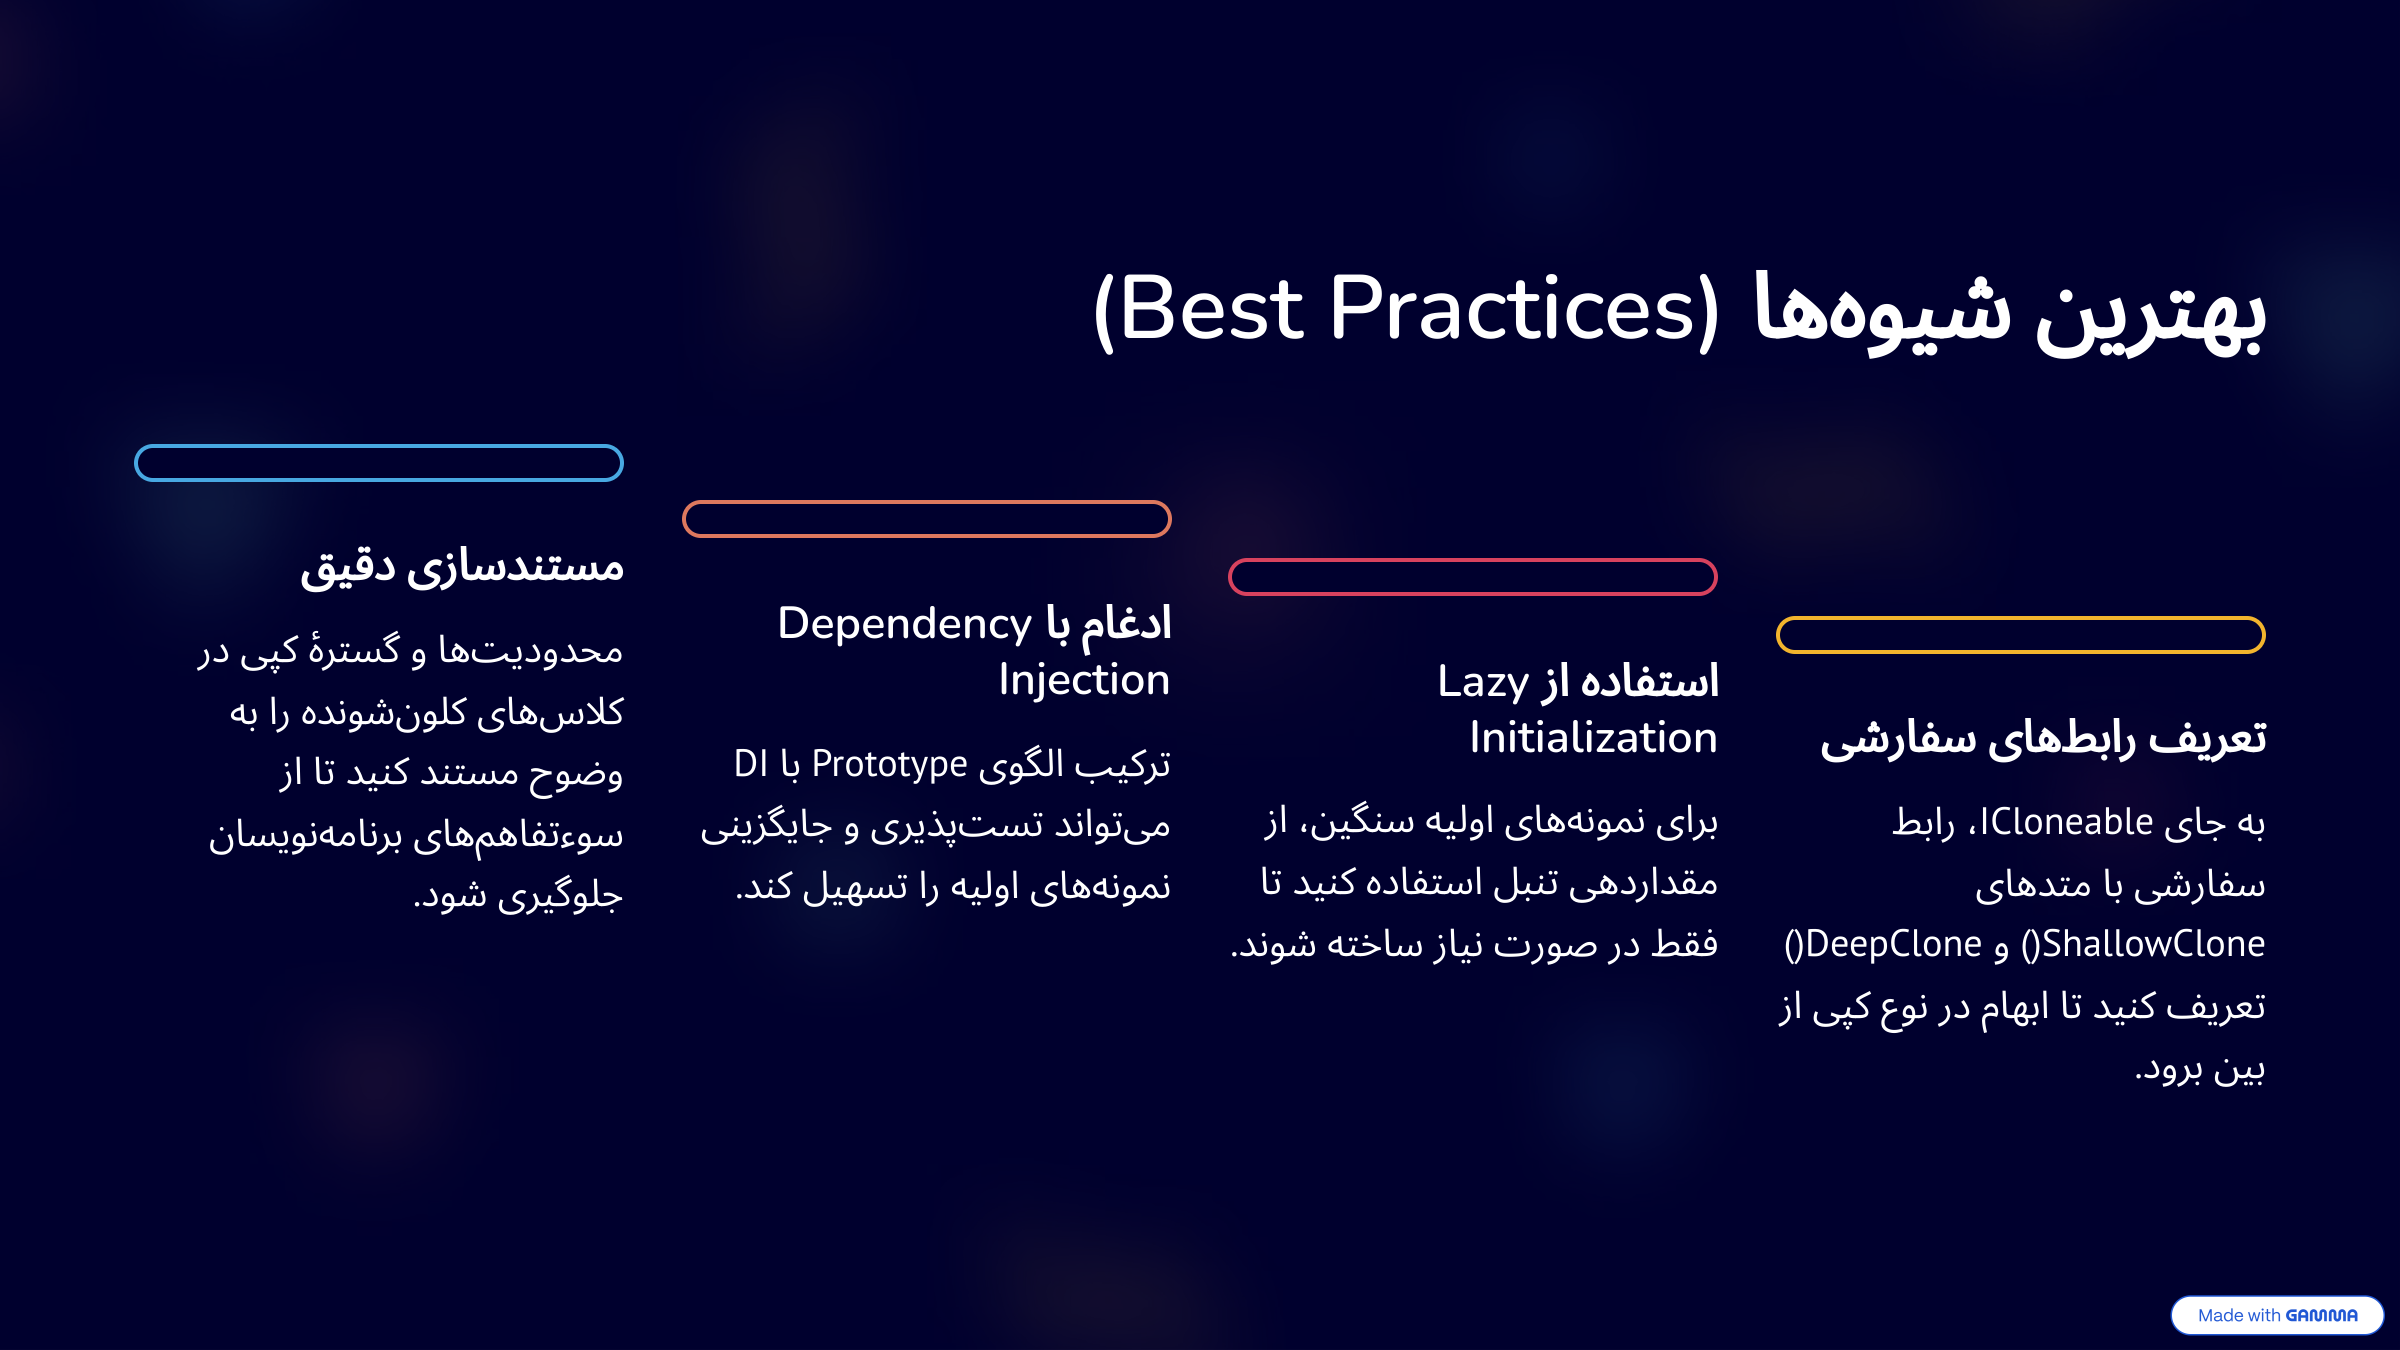 بهترین شیوه‌ها (Best Practices)
تعریف رابط‌های سفارشی
به جای ICloneable، رابط
سفارشی با متدهای
ShallowClone() و DeepClone()
تعریف کنید تا ابهام در نوع کپی از
بین برود.
استفاده از Lazy
Initialization
برای نمونه‌های اولیه سنگین، از
مقداردهی تنبل استفاده کنید تا
فقط در صورت نیاز ساخته شوند.
ادغام با Dependency
Injection
ترکیب الگوی Prototype با DI
می‌تواند تست‌پذیری و جایگزینی
نمونه‌های اولیه را تسهیل کند.
مستندسازی دقیق
محدودیت‌ها و گسترهٔ کپی در
کلاس‌های کلون‌شونده را به
وضوح مستند کنید تا از
سوءتفاهم‌های برنامه‌نویسان
جلوگیری شود.
Made with GAMMA